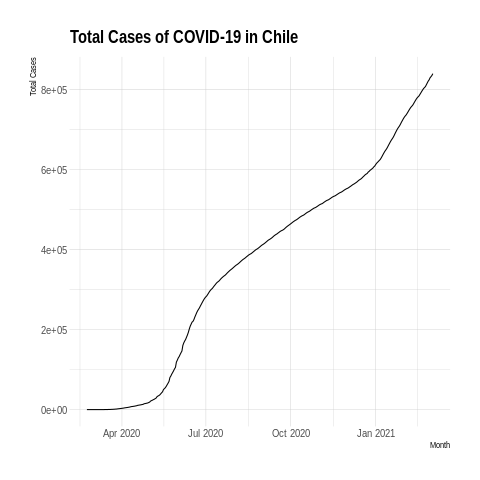 Total Cases of COVID-19 in Chile
Total Cases
8e+05
6e+05
4e+05
2e+05
0e+00
Apr 2020 Jul 2020 Oct 2020 Jan 2021
Month